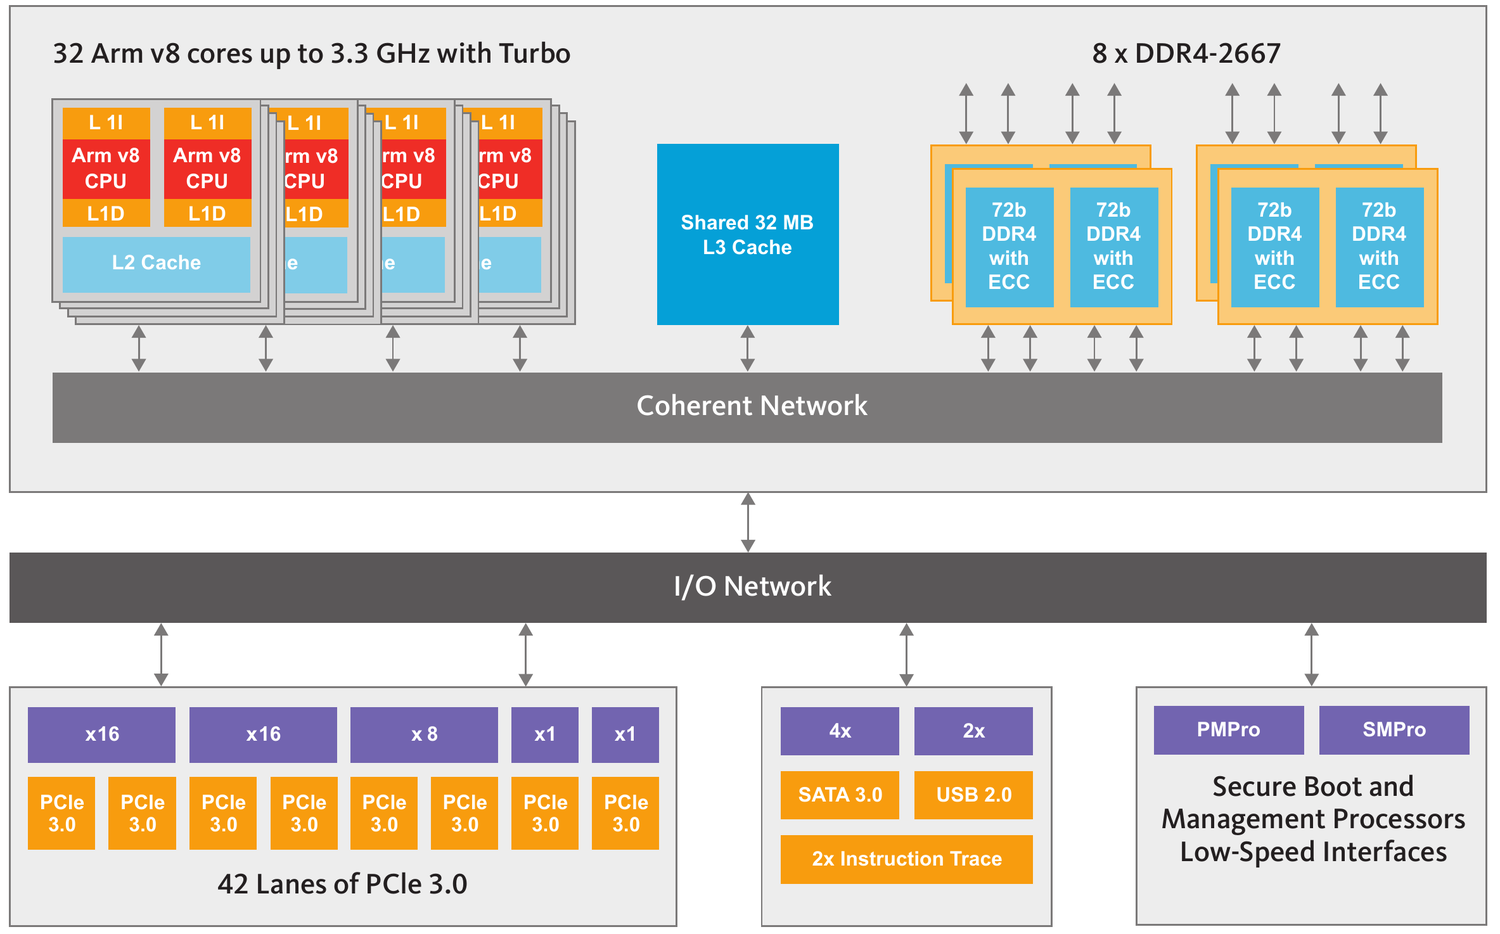 32 Arm v8 cores up to 3.3 GHz with Turbo
8 x DDR4-2667
L 1I
L 1I
L 1I
L 1I
L 1I
Arm v8
CPU
Arm v8
CPU
rm v8
CPU
Arm v8
CPU
rm v8
CPU
L1D
L1D
L1D
L1D
L1D
L2 Cache
e
ne
e
Shared 32 MB
L3 Cache
72b
DDR4
with
ECC
72b
DDR4
with
ECC
72b
DDR4
with
ECC
72b
DDR4
with
ECC
Coherent Network
I/O Network
x16
x16
x 8
x1
x1
PCIe
3.0
PCIe
3.0
PCIe
3.0
PCIe
3.0
PCIe
3.0
PCIe
3.0
PCIe
3.0
PCIe
3.0
42 Lanes of PCIe 3.0
4x
2x
SATA 3.0
USB 2.0
2x Instruction Trace
PMPro
SMPro
Secure Boot and
Management Processors
Low-Speed Interfaces